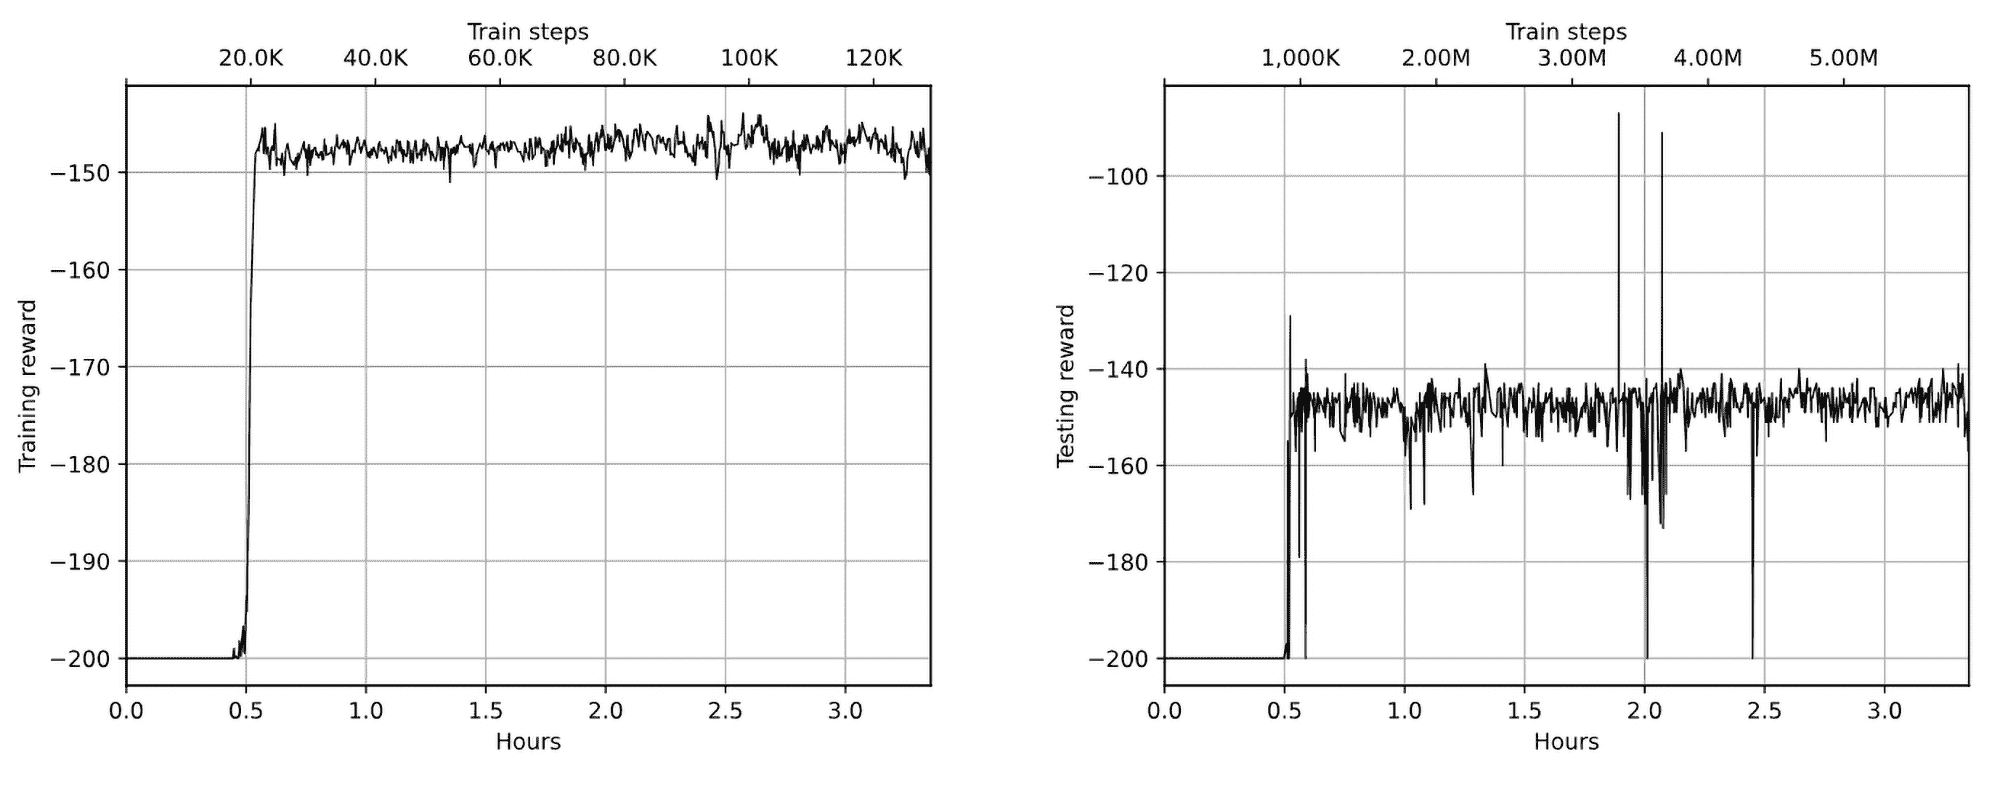 Train steps
20.0K 40.0K 60.0K 80.0K 100K 120K
−150
−160
−170
−180
−190
−200
Training reward
0.0 0.5 1.0 1.5 2.0 2.5 3.0
Hours
Train steps
1,000K 2.00M 3.00M 4.00M 5.00M
−100
−120
−140
−160
−180
−200
Testing reward
0.0 0.5 1.0 1.5 2.0 2.5 3.0
Hours